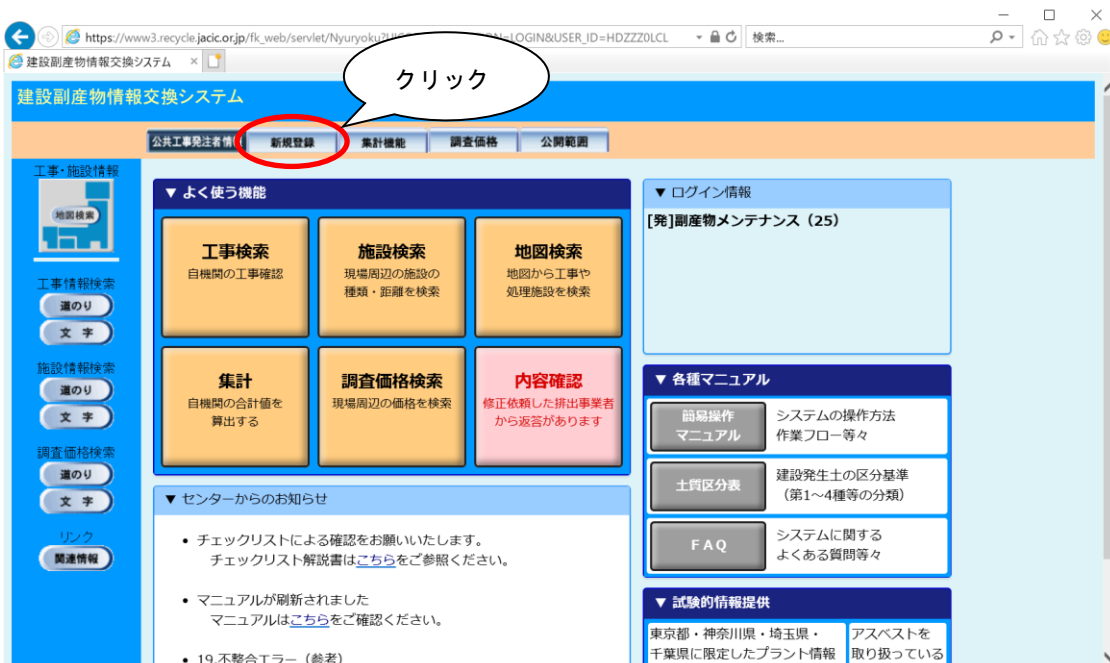 https://www3.recycle.jacic.or.jp/fk_web/servlet/Nyuryoku?
=LOGIN&USER_ID=HDZZZ0LCL
検索...
建設副産物情報交換システム
クリック
建設副産物情報交換システム
公共工事発注者情
新規登録
集計機能
調査価格
公開範囲
工事・施設情報
地図検索
工事情報検索
道のり
文 字
施設情報検索
道のり
文 字
調査価格検索
道のり
文 字
リンク
関連情報
▼ よく使う機能
工事検索
自機関の工事確認
施設検索
現場周辺の施設の
種類・距離を検索
地図検索
地図から工事や
処理施設を検索
集計
自機関の合計値を
算出する
調査価格検索
現場周辺の価格を検索
内容確認
修正依頼した排出事業者
から返答があります
▼ センターからのお知らせ
• チェックリストによる確認をお願いいたします。
チェックリスト解説書はこちらをご参照ください。
• マニュアルが刷新されました
マニュアルはこちらをご確認ください。
• 19.不整合エラー（参考）
▼ ログイン情報
[発]副産物メンテナンス（25）
▼ 各種マニュアル
簡易操作
マニュアル
システムの操作方法
作業フロー等々
土質区分表
建設発生土の区分基準
（第1～4種等の分類）
ＦＡＱ
システムに関する
よくある質問等々
▼ 試験的情報提供
東京都・神奈川県・埼玉県・
千葉県に限定したプラント情報
アスベストを
取り扱っている